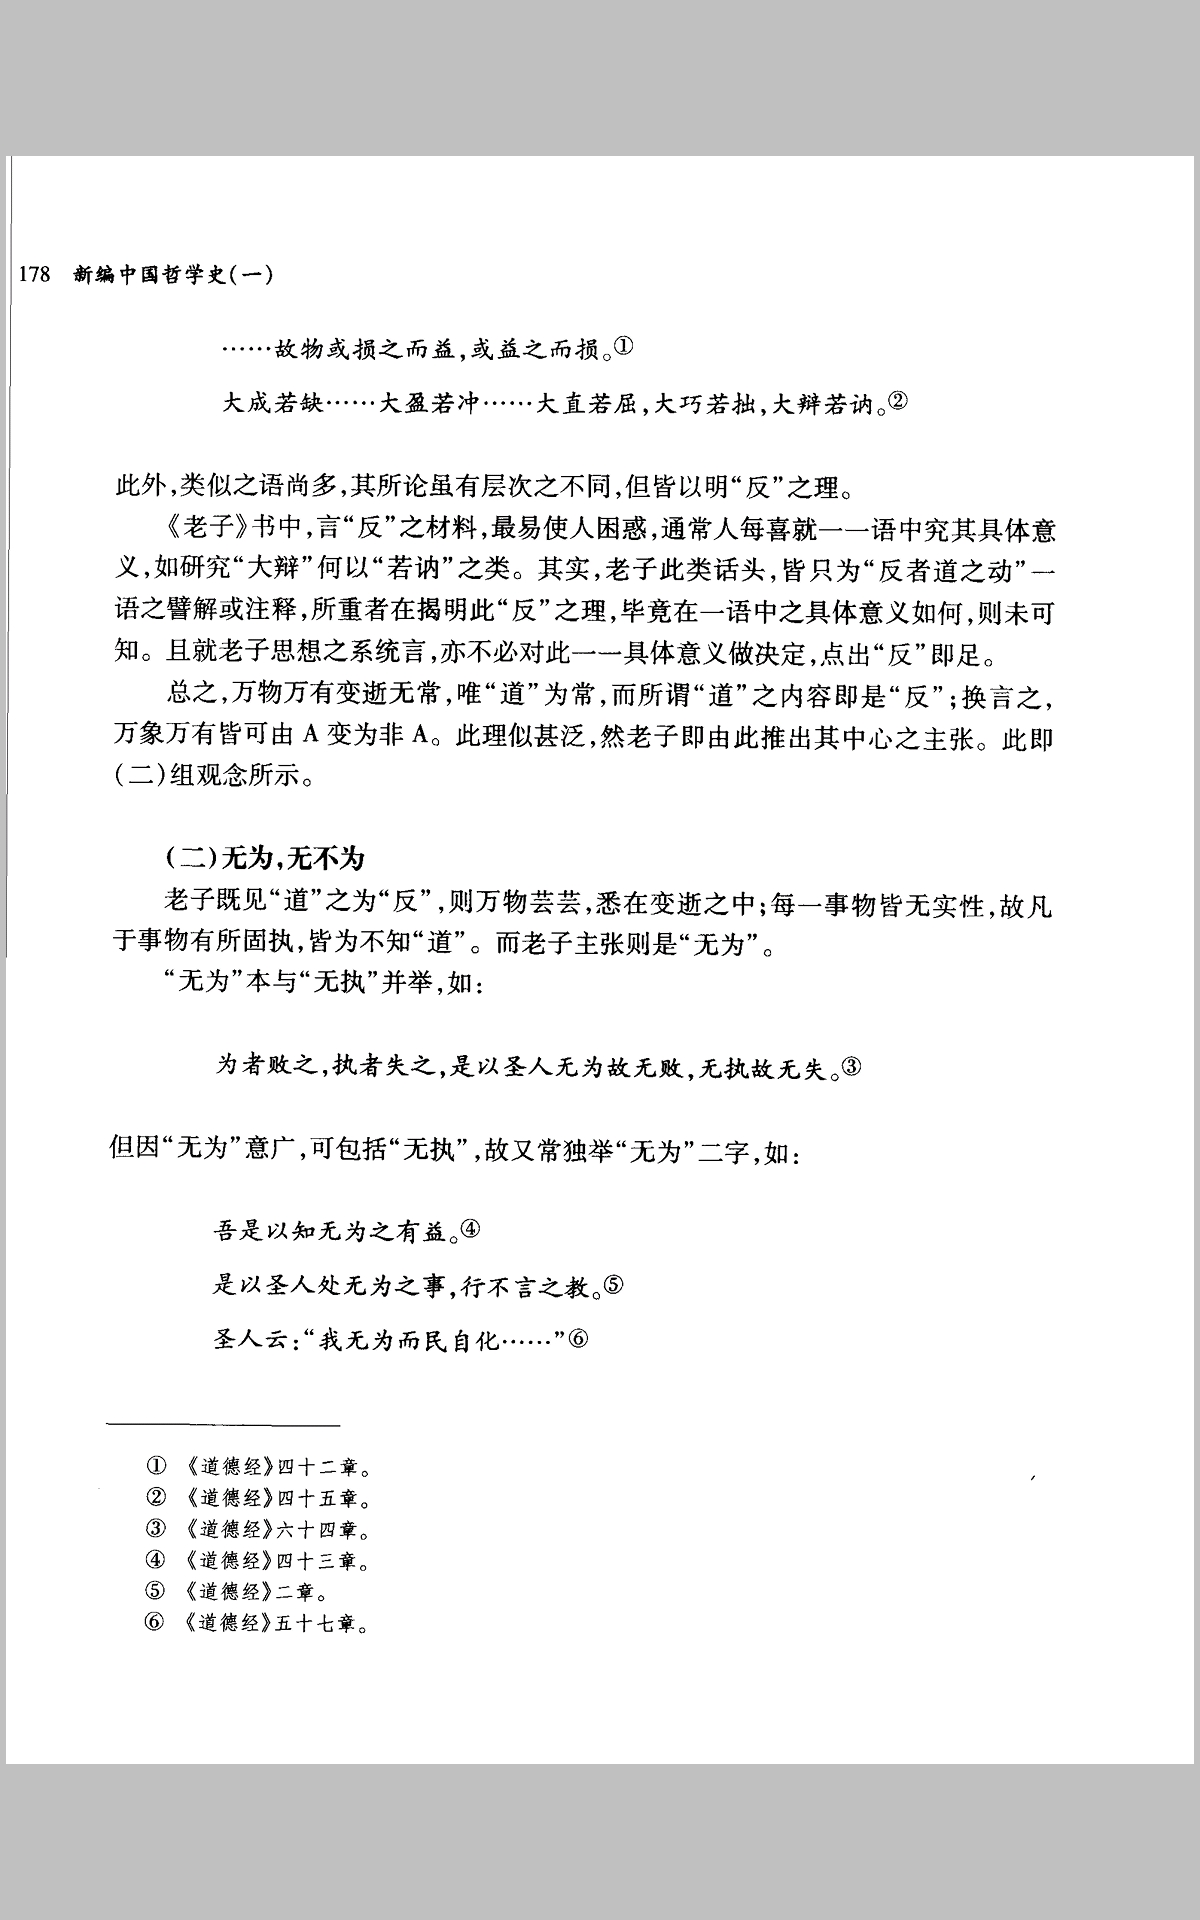 178 新编中国哲学史(一)
……故物或损之而益,或益之而损。①
大成若缺……大盈若冲……大直若屈,大巧若拙,大辩若讷。②
此外,类似之语尚多,其所论虽有层次之不同,但皆以明“反”之理。
《老子》书中,言“反”之材料,最易使人困惑,通常人每喜就一一语中究其具体意
义,如研究“大辩”何以“若讷”之类。其实,老子此类话头,皆只为“反者道之动”一
语之譬解或注释,所重者在揭明此“反”之理,毕竟在一语中之具体意义如何,则未可
知。且就老子思想之系统言,亦不必对此一一具体意义做决定,点出“反”即足。
总之,万物万有变逝无常,唯“道”为常,而所谓“道”之内容即是“反”;换言之,
万象万有皆可由 A 变为非 A。此理似甚泛,然老子即由此推出其中心之主张。此即
(二)组观念所示。
(二)无为,无不为
老子既见“道”之为“反”,则万物芸芸,悉在变逝之中;每一事物皆无实性,故凡
于事物有所固执,皆为不知“道”。而老子主张则是“无为”。
“无为”本与“无执”并举,如:
为者败之,执者失之,是以圣人无为故无败,无执故无失。③
但因“无为”意广,可包括“无执”,故又常独举“无为”二字,如:
吾是以知无为之有益。④
是以圣人处无为之事,行不言之教。⑤
圣人云:“我无为而民自化……”⑥
① 《道德经》四十二章。
② 《道德经》四十五章。
③ 《道德经》六十四章。
④ 《道德经》四十三章。
⑤ 《道德经》二章。
⑥ 《道德经》五十七章。